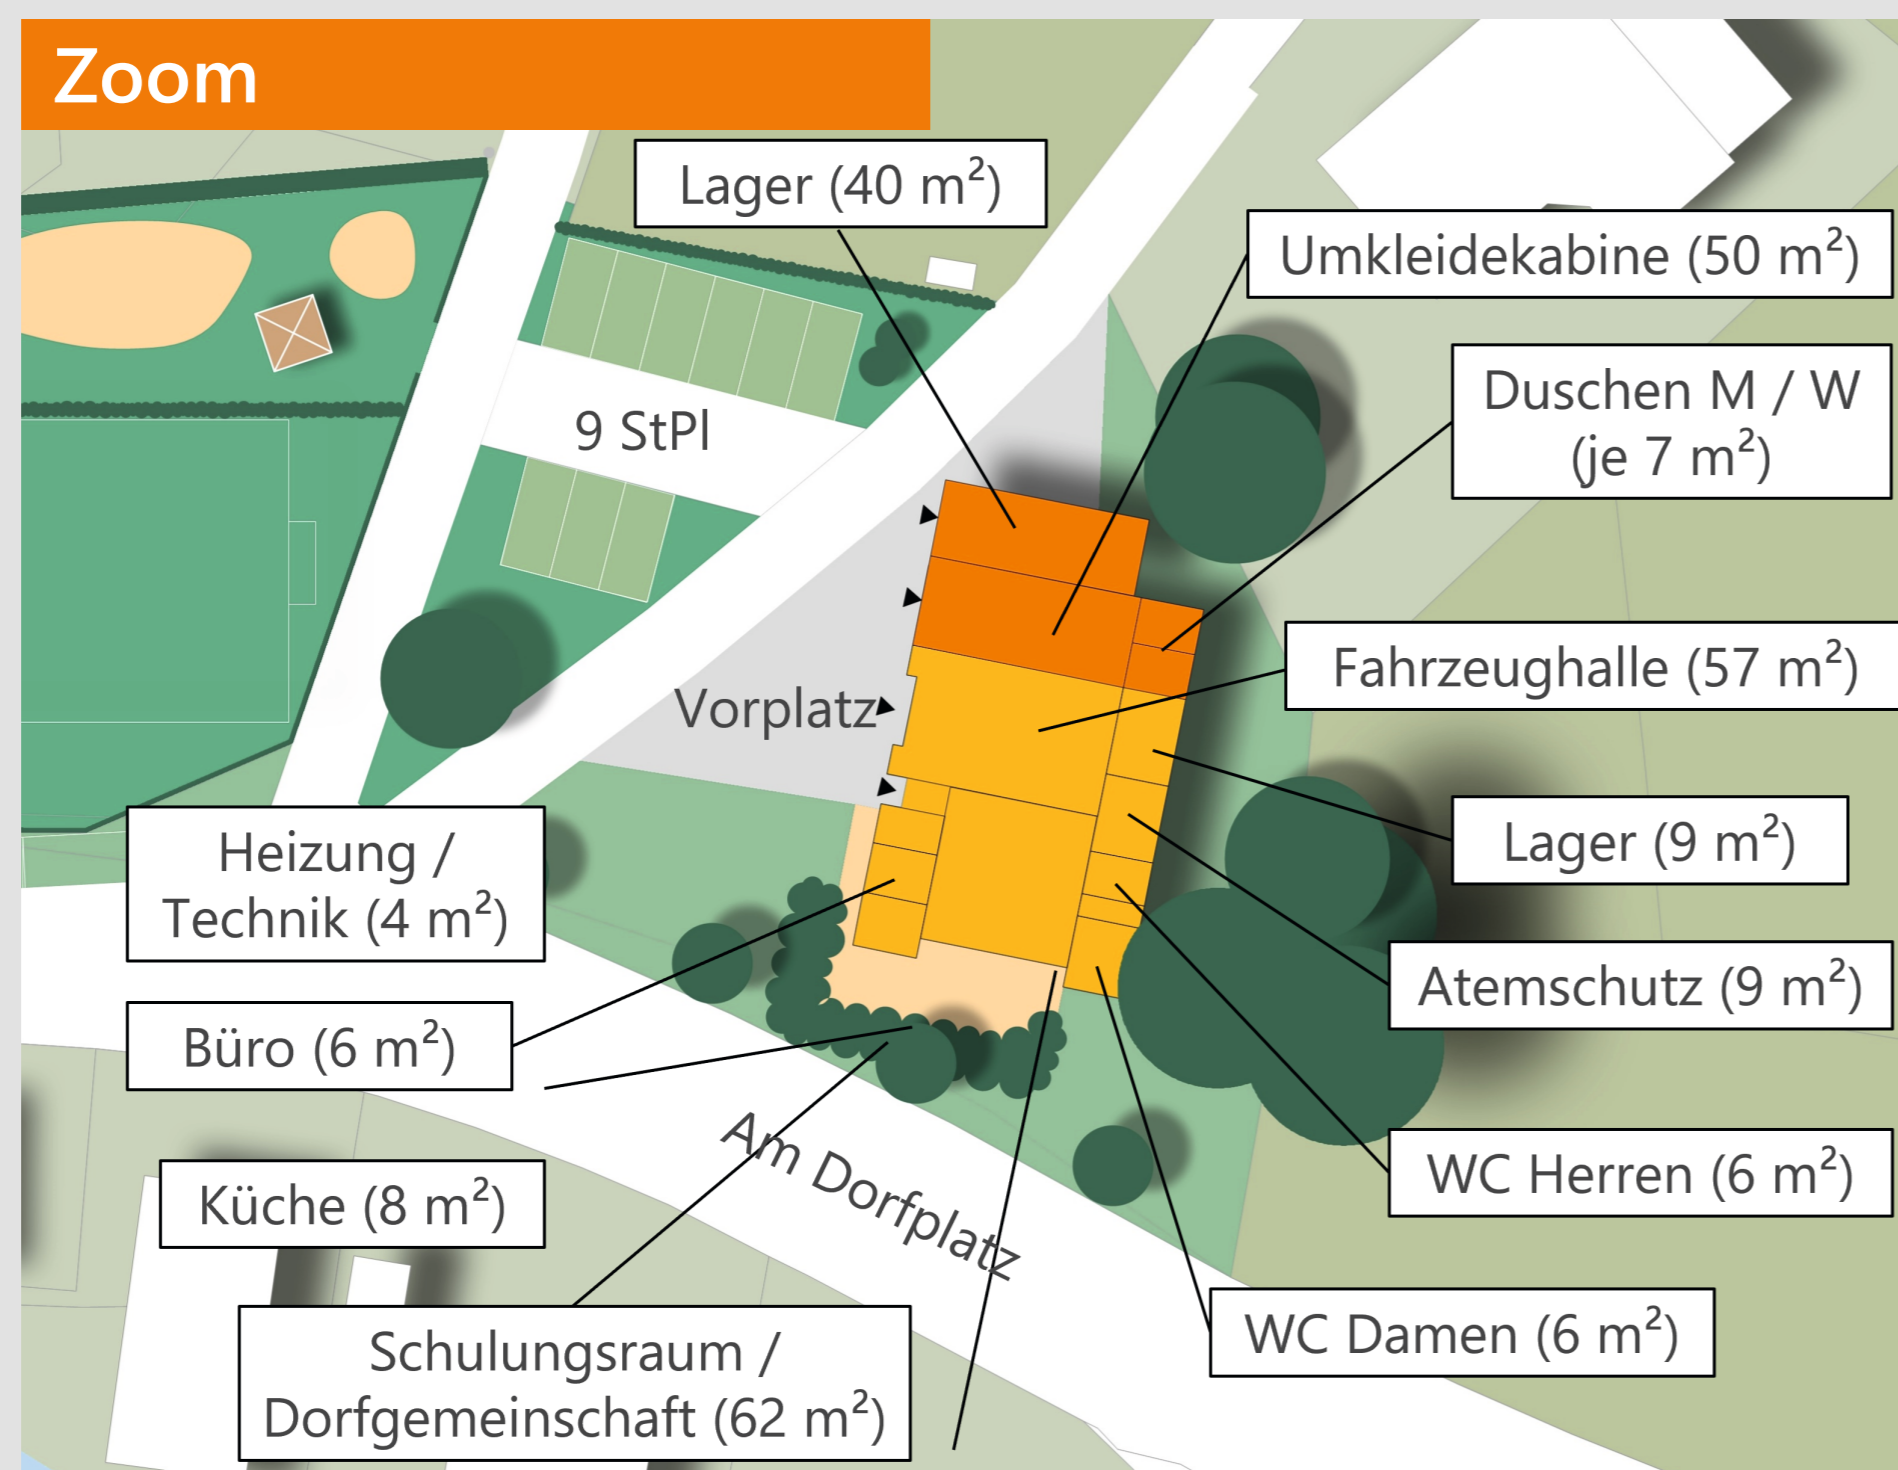 Zoom
Lager (40 m²)
Umkleidekabine (50 m²)
Duschen M / W
(je 7 m²)
9 StPl
Fahrzeughalle (57 m²)
Vorplatz
Lager (9 m²)
Heizung /
Technik (4 m²)
Atemschutz (9 m²)
Büro (6 m²)
Am Dorfplatz
WC Herren (6 m²)
Küche (8 m²)
WC Damen (6 m²)
Schulungsraum /
Dorfgemeinschaft (62 m²)